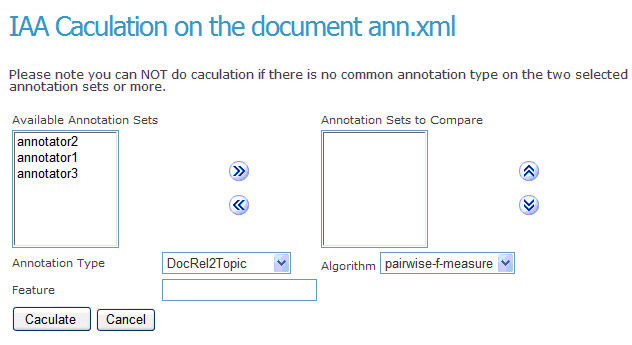 IAA Caculation on the document ann.xml
Please note you can NOT do caculation if there is no common annotation type on the two selected
annotation sets or more.
Available Annotation Sets
Annotation Sets to Compare
annotator2
annotator1
annotator3
Annotation Type
DocRel2Topic
Algorithm
pairwise-f-measure
Feature
Caculate
Cancel